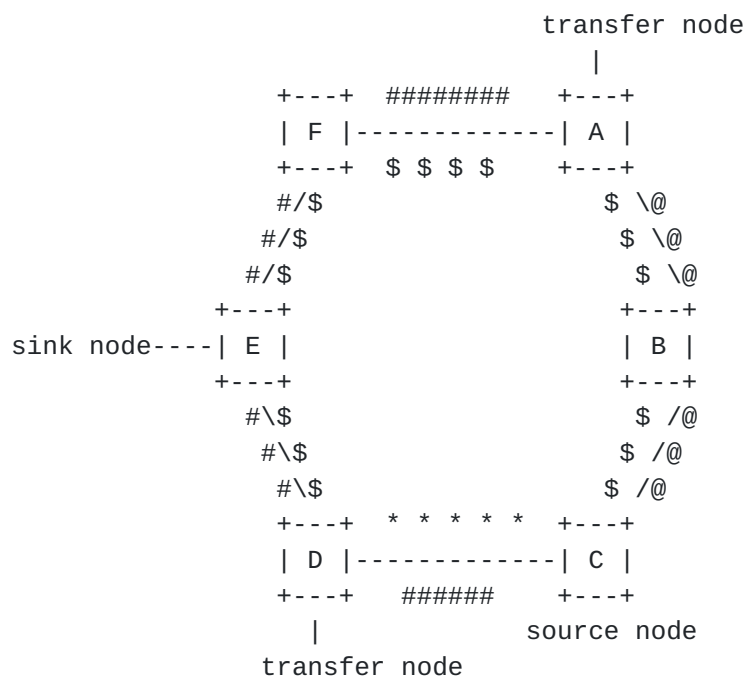 transfer node
                                     |
                 +---+  ########   +---+
                 | F |-------------| A |
                 +---+  $ $ $ $    +---+
                 #/$                  $ \@
                #/$                    $ \@
               #/$                      $ \@
             +---+                     +---+
sink node----| E |                     | B |
             +---+                     +---+
               #\$                      $ /@
                #\$                    $ /@
                 #\$                  $ /@
                 +---+  * * * * *  +---+
                 | D |-------------| C |
                 +---+   ######    +---+
                   |             source node
                transfer node